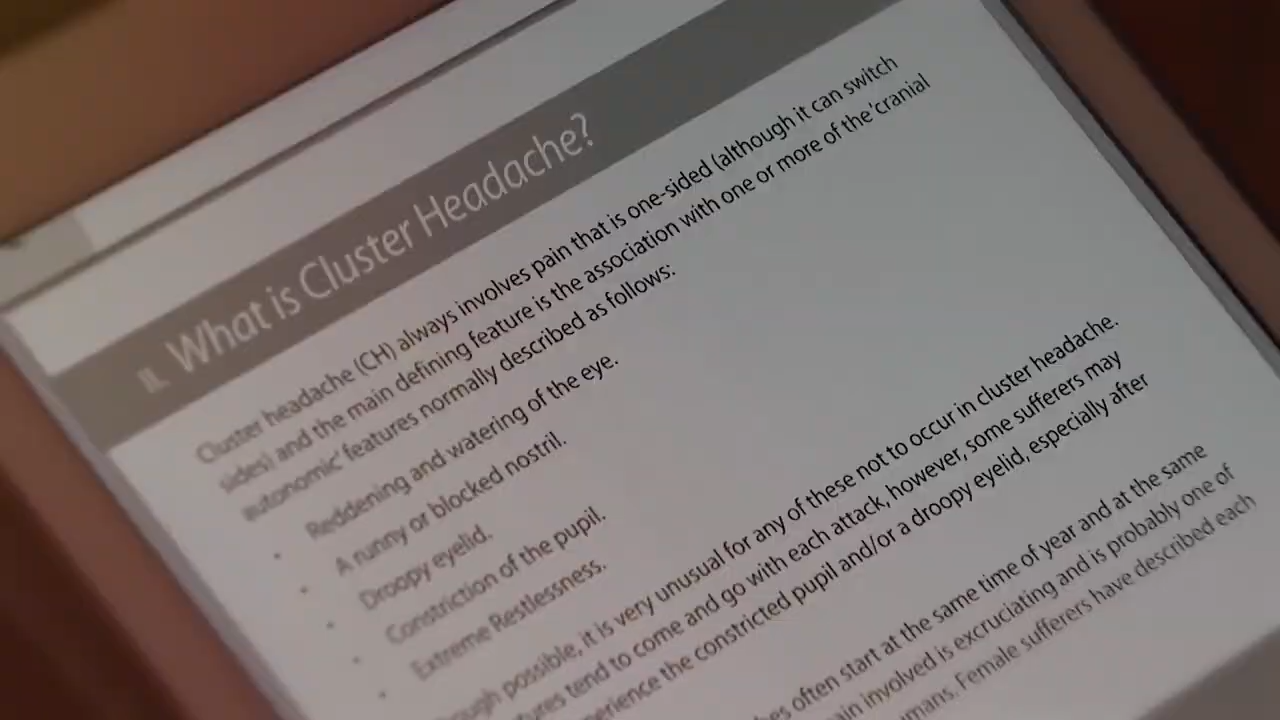 II. What is Cluster Headache?
Cluster headache (CH) always involves pain that is one-sided (although it can switch
sides) and the main defining feature is the association with one or more of the 'cranial
autonomic' features normally described as follows:
• Reddening and watering of the eye.
• A runny or blocked nostril.
• Droopy eyelid.
• Constriction of the pupil.
• Extreme Restlessness.
possible, it is very unusual for any of these not to occur in cluster headache.
tend to come and go with each attack, however, some sufferers may
the constricted pupil and/or a droopy eyelid, especially after
often start at the same time of year and at the same
involved is excruciating and is probably one of
Female sufferers have described each